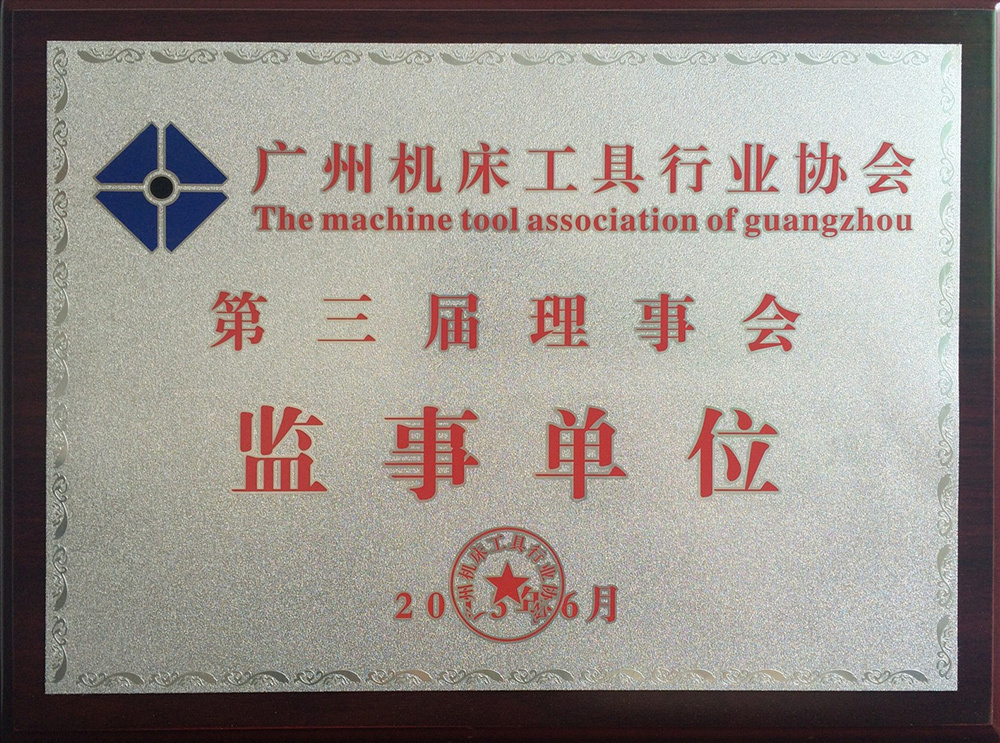 广州机床工具行业协会
The machine tool association of guangzhou
第三届理事会
监事单位
广州机床工具行业协会
20 5年6月